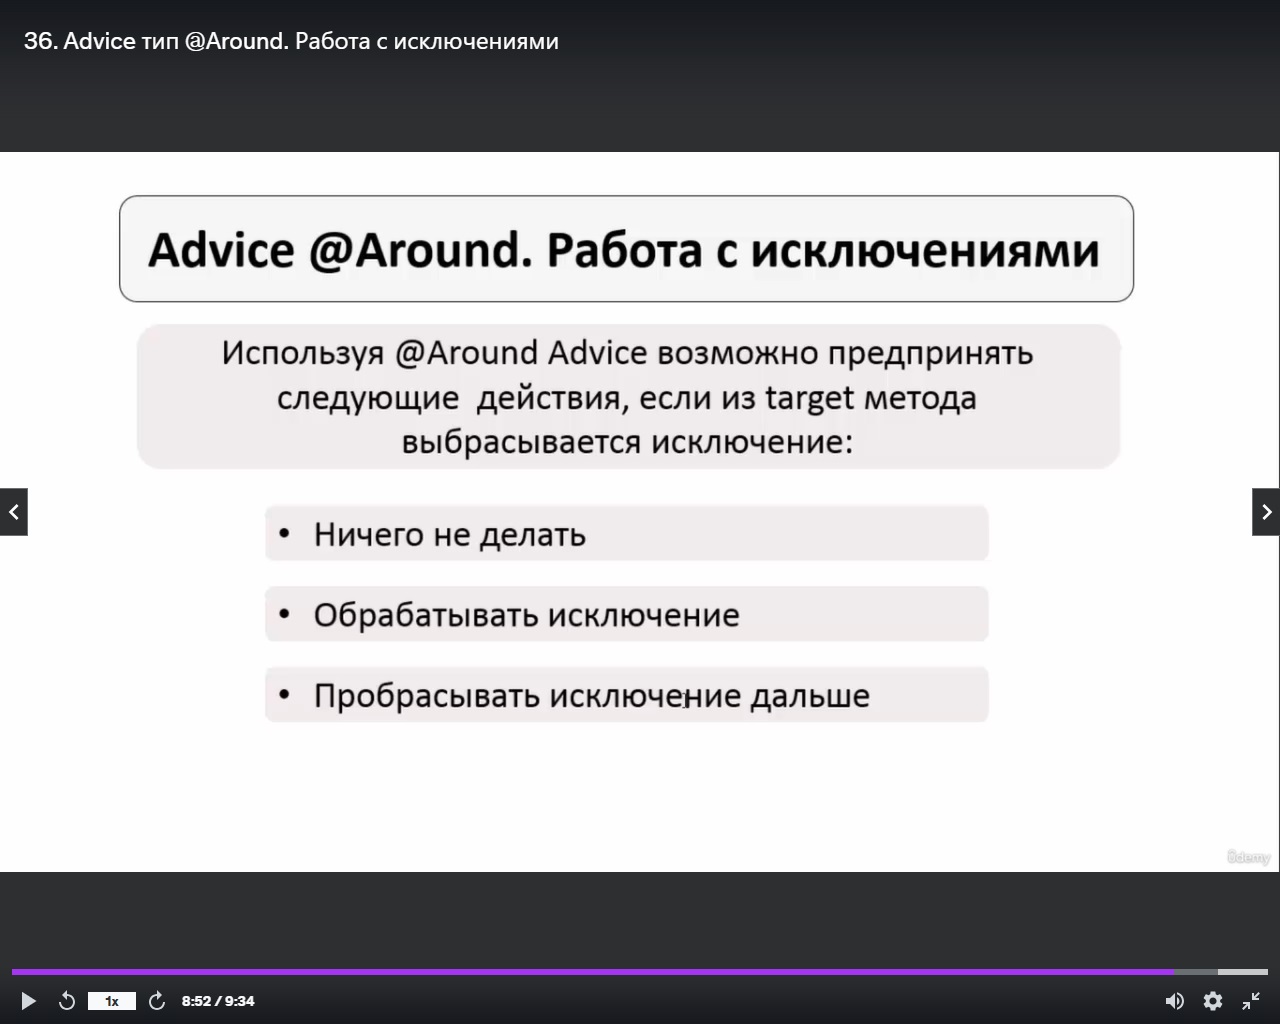 36. Advice тип @Around. Работа с исключениями
Advice @Around. Работа с исключениями
Используя @Around Advice возможно предпринять
следующие действия, если из target метода
выбрасывается исключение:
• Ничего не делать
• Обрабатывать исключение
• Пробрасывать исключение дальше
ûdemy
1x
8:52 / 9:34